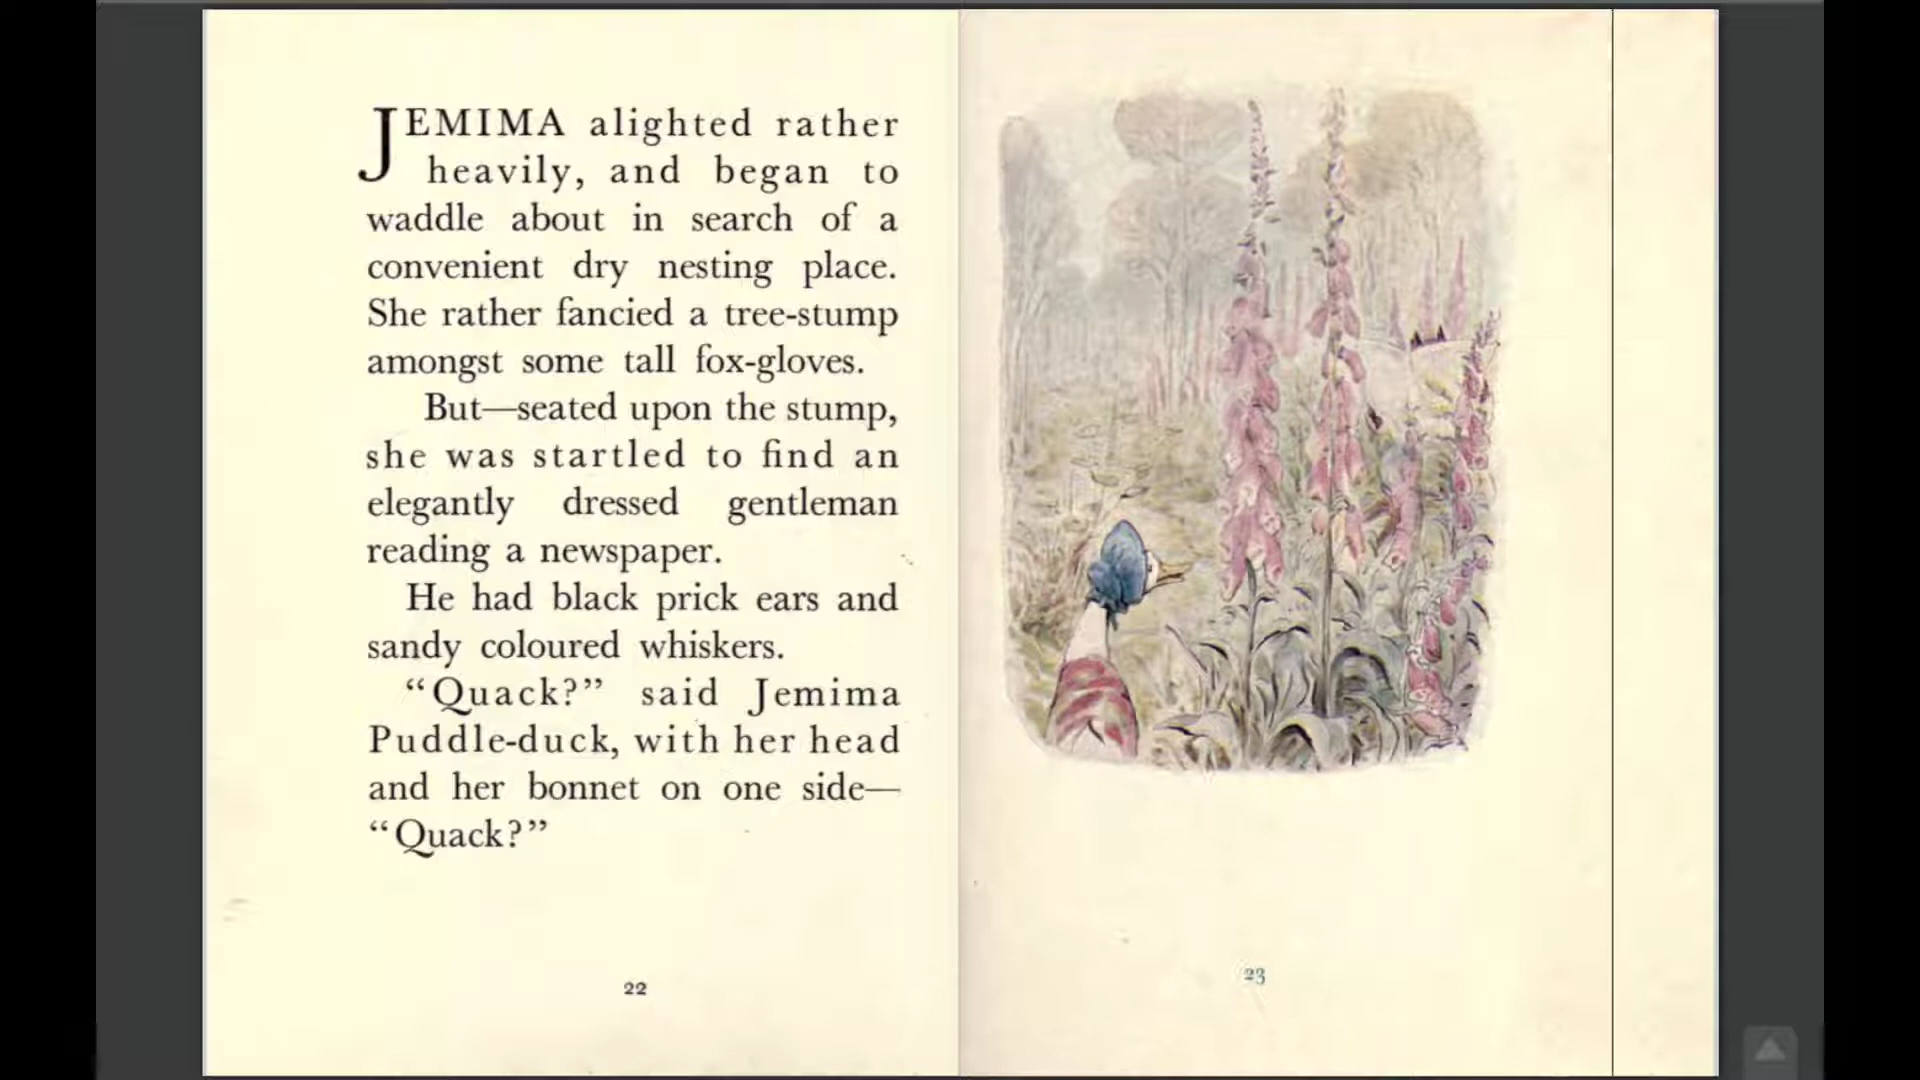 JEMIMA alighted rather
heavily, and began to
waddle about in search of a
convenient dry nesting place.
She rather fancied a tree-stump
amongst some tall fox-gloves.
But—seated upon the stump,
she was startled to find an
elegantly dressed gentleman
reading a newspaper.
He had black prick ears and
sandy coloured whiskers.
“Quack?” said Jemima
Puddle-duck, with her head
and her bonnet on one side—
“Quack?”
22
23